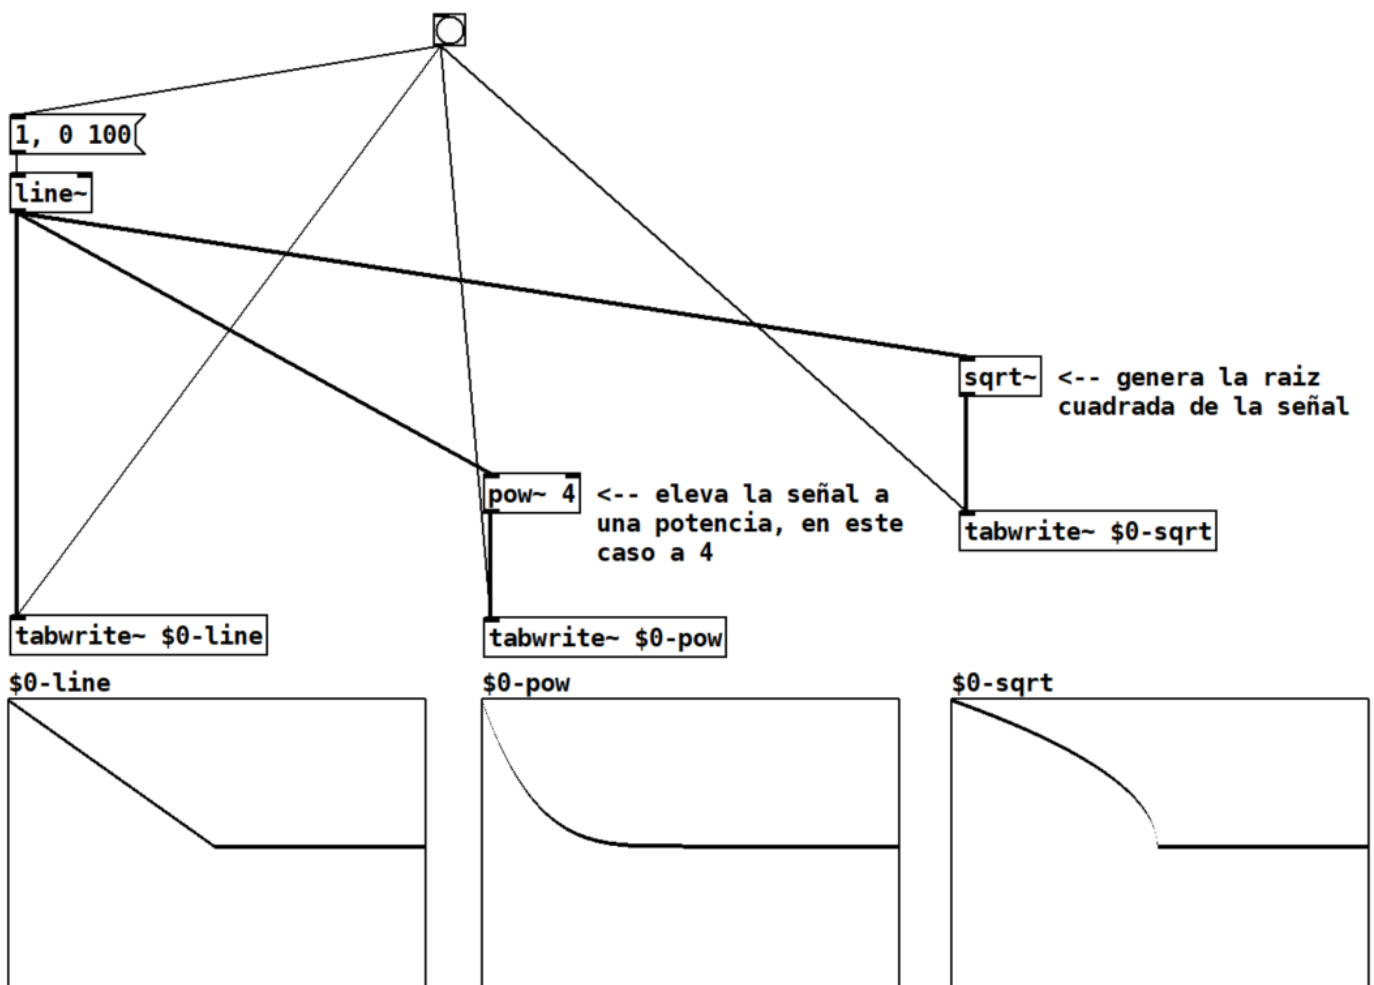 1, 0 100
line~
sqrt~
<-- genera la raiz
cuadrada de la señal
pow~ 4
<-- eleva la señal a
una potencia, en este
caso a 4
tabwrite~ $0-sqrt
tabwrite~ $0-line
tabwrite~ $0-pow
$0-line
$0-pow
$0-sqrt